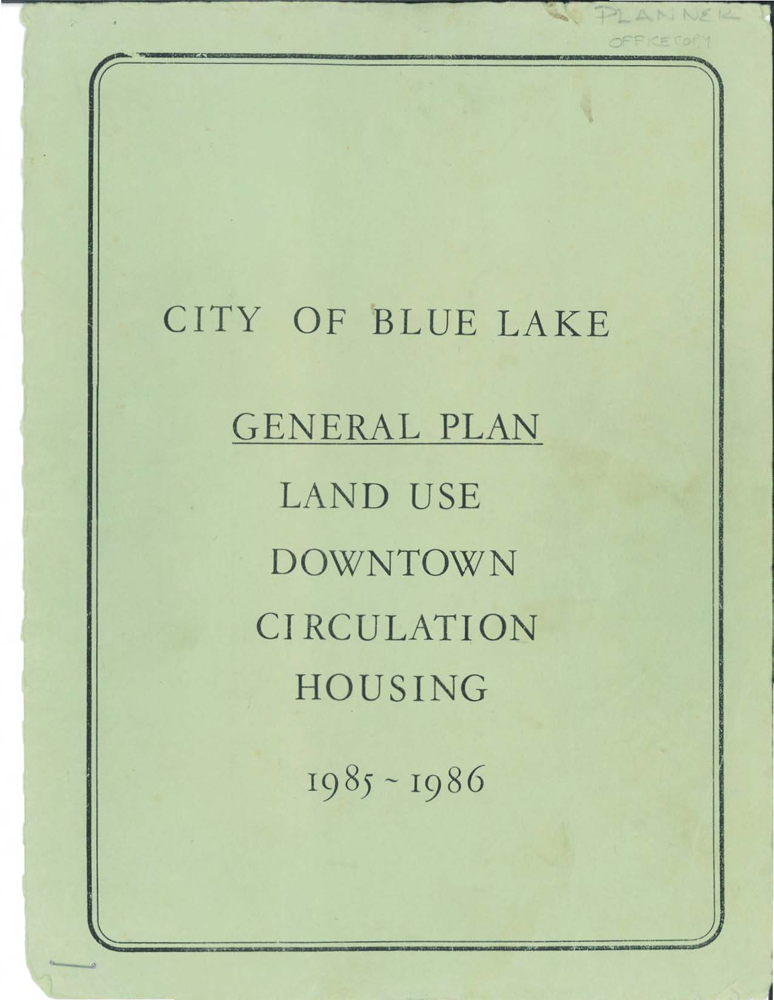 PLANNER
OFFICE COPY
CITY OF BLUE LAKE
GENERAL PLAN
LAND USE
DOWNTOWN
CIRCULATION
HOUSING
1985 ~ 1986